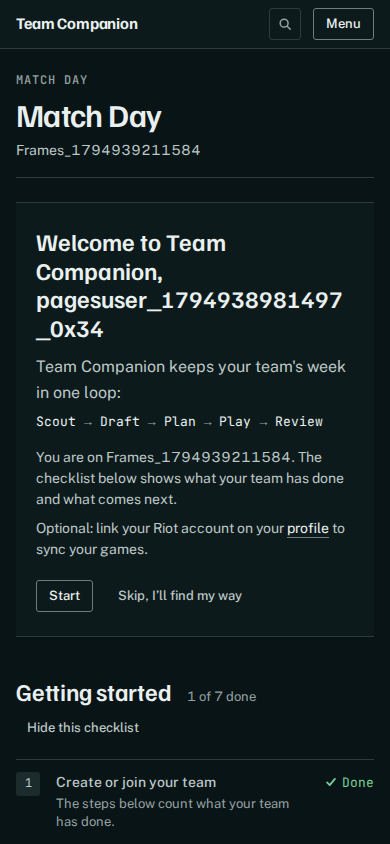 Team Companion
Menu
MATCH DAY
Match Day
Frames_1794939211584
Welcome to Team
Companion,
pagesuser_1794938981497
_0x34
Team Companion keeps your team's week
in one loop:
Scout → Draft → Plan → Play → Review
You are on Frames_1794939211584. The
checklist below shows what your team has done
and what comes next.
Optional: link your Riot account on your profile to
sync your games.
Start
Skip, I'll find my way
Getting started
1 of 7 done
Hide this checklist
1
Create or join your team
Done
The steps below count what your team
has done.